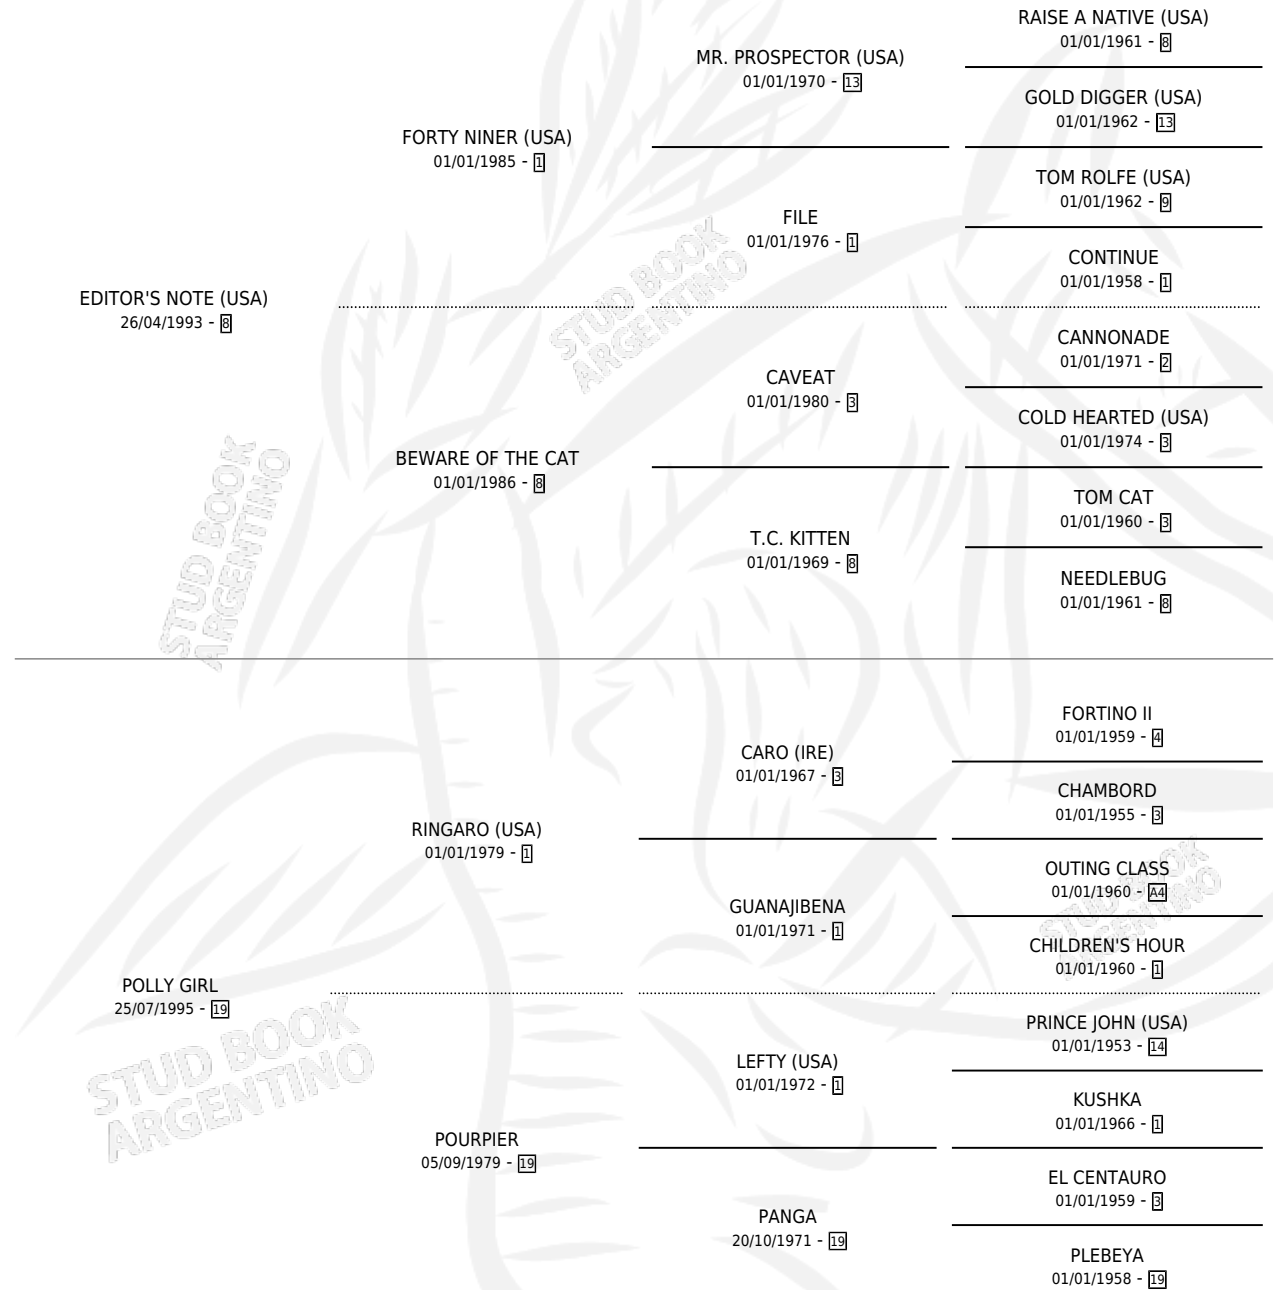 RAISE A NATIVE (USA)
01/01/1961 - 8
MR. PROSPECTOR (USA)
01/01/1970 - 13
GOLD DIGGER (USA)
01/01/1962 - 13
FORTY NINER (USA)
01/01/1985 - 1
TOM ROLFE (USA)
01/01/1962 - 9
FILE
01/01/1976 - 1
CONTINUE
01/01/1958 - 1
EDITOR'S NOTE (USA)
26/04/1993 - 8
CANNONADE
01/01/1971 - 2
CAVEAT
01/01/1980 - 3
COLD HEARTED (USA)
01/01/1974 - 3
BEWARE OF THE CAT
01/01/1986 - 8
TOM CAT
01/01/1960 - 3
T.C. KITTEN
01/01/1969 - 8
NEEDLEBUG
01/01/1961 - 8
FORTINO II
01/01/1959 - 4
CARO (IRE)
01/01/1967 - 3
CHAMBORD
01/01/1955 - 3
RINGARO (USA)
01/01/1979 - 1
OUTING CLASS
01/01/1960 - A4
GUANAJIBENA
01/01/1971 - 1
CHILDREN'S HOUR
01/01/1960 - 1
POLLY GIRL
25/07/1995 - 19
PRINCE JOHN (USA)
01/01/1953 - 14
LEFTY (USA)
01/01/1972 - 1
KUSHKA
01/01/1966 - 1
POURPIER
05/09/1979 - 19
EL CENTAURO
01/01/1959 - 3
PANGA
20/10/1971 - 19
PLEBEYA
01/01/1958 - 19
STUD BOOK
ARGENTINO
STUD BOOK
ARGENTINO
STUD BOOK
ARGENTINO
STUD BOOK
ARGENTINO